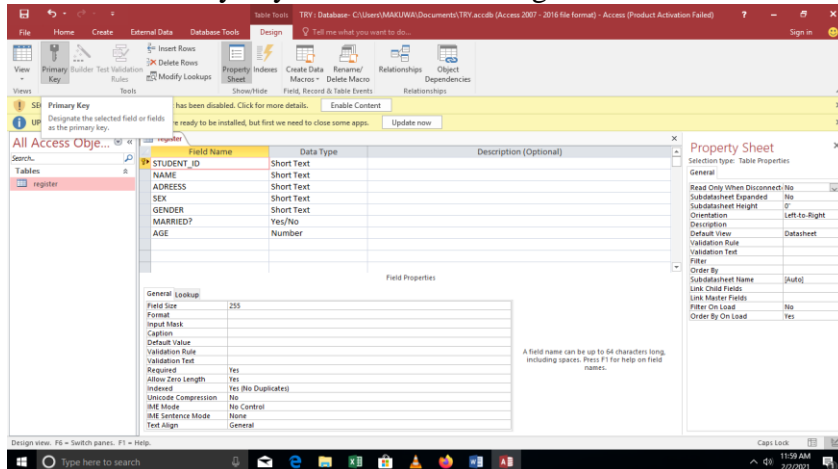 Table Tools TRY : Database- C:\Users\MAKUWA\Documents\TRY.accdb (Access 2007 - 2016 file format) - Access (Product Activation Failed) ?
File Home Create External Data Database Tools Design Tell me what you want to do... Sign in
View Primary Key Builder Test Validation Rules Insert Rows Delete Rows Modify Lookups Property Sheet Indexes Create Data Macros Rename/ Delete Macro Relationships Object Dependencies
Views Tools Show/Hide Field, Record & Table Events Relationships
Primary Key
Designate the selected field or fields as the primary key.
has been disabled. Click for more details. Enable Content
re ready to be installed, but first we need to close some apps. Update now
All Access Obje...
Search..
Tables
register
register
Field Name Data Type Description (Optional)
STUDENT_ID Short Text
NAME Short Text
ADREESS Short Text
SEX Short Text
GENDER Short Text
MARRIED? Yes/No
AGE Number
Field Properties
General Lookup
Field Size 255
Format
Input Mask
Caption
Default Value
Validation Rule
Validation Text
Required Yes
Allow Zero Length Yes
Indexed Yes (No Duplicates)
Unicode Compression No
IME Mode No Control
IME Sentence Mode None
Text Align General
A field name can be up to 64 characters long,
including spaces. Press F1 for help on field
names.
Property Sheet
Selection type: Table Properties
General
Read Only When Disconnect No
Subdatasheet Expanded No
Subdatasheet Height 0"
Orientation Left-to-Right
Description
Default View Datasheet
Validation Rule
Validation Text
Filter
Order By
Subdatasheet Name [Auto]
Link Child Fields
Link Master Fields
Filter On Load No
Order By On Load Yes
Design view. F6 = Switch panes. F1 = Help. Caps Lock
Type here to search
11:59 AM
2/2/2021